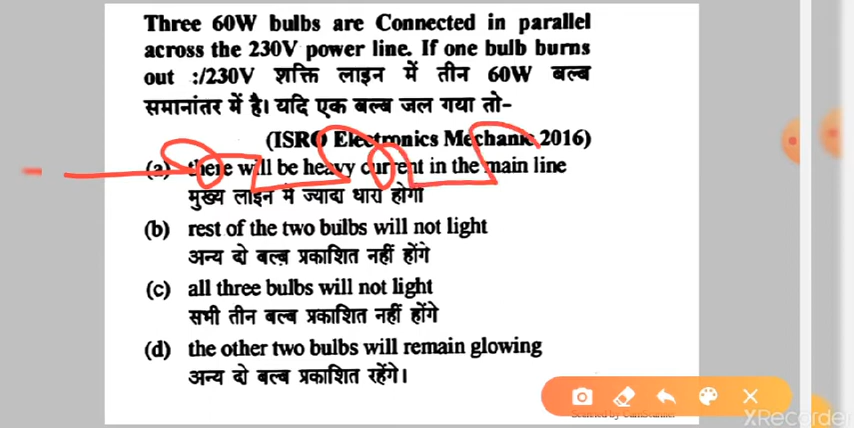 Three 60W bulbs are Connected in parallel
across the 230V power line. If one bulb burns
out :/230V शक्ति लाइन में तीन 60W बल्ब
समानांतर में है। यदि एक बल्ब जल गया तो-
(ISRO Electronics Mechanic 2016)
(a) there will be heavy current in the main line
मुख्य लाइन में ज्यादा धारा होगी
(b) rest of the two bulbs will not light
अन्य दो बल्ब प्रकाशित नहीं होंगे
(c) all three bulbs will not light
सभी तीन बल्ब प्रकाशित नहीं होंगे
(d) the other two bulbs will remain glowing
अन्य दो बल्ब प्रकाशित रहेंगे।
Scanned by CamScanner
XRecorder